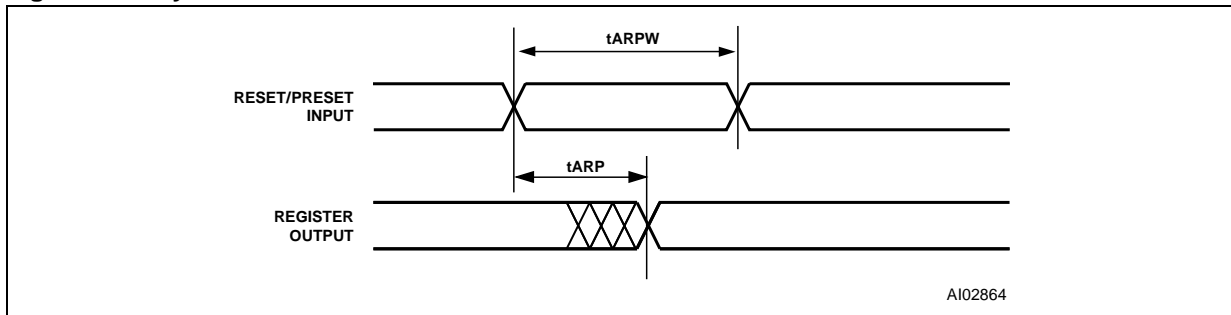 tARPW
RESET/PRESET
INPUT
tARP
REGISTER
OUTPUT
AI02864